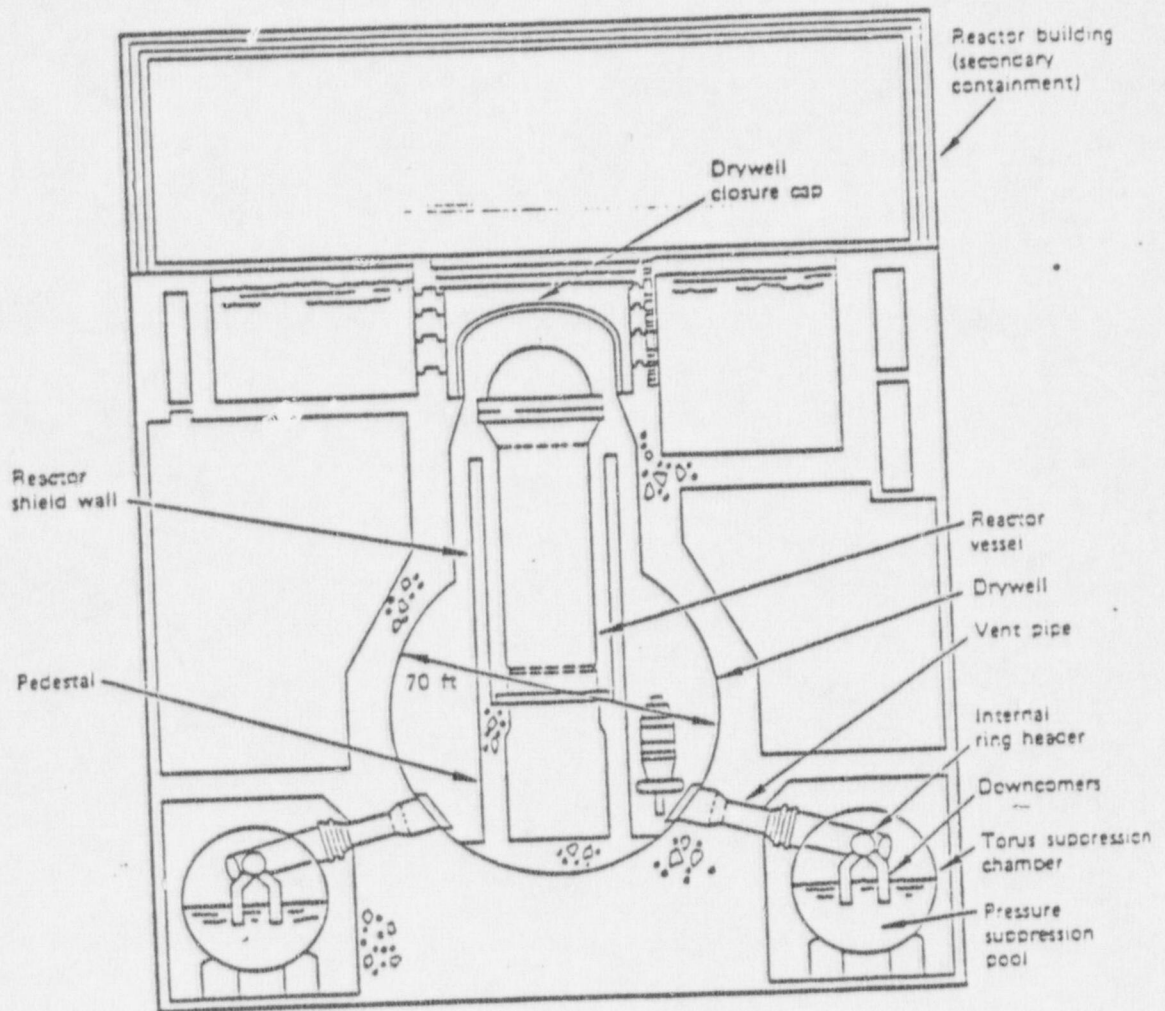 Reactor building
(secondary
containment)
Drywell
closure cap
Reactor
shield wall
Reactor
vessel
Drywell
Vent pipe
Pedestal
70 ft
Internal
ring header
Downcomers
Torus suppression
chamber
Pressure
suppression
pool